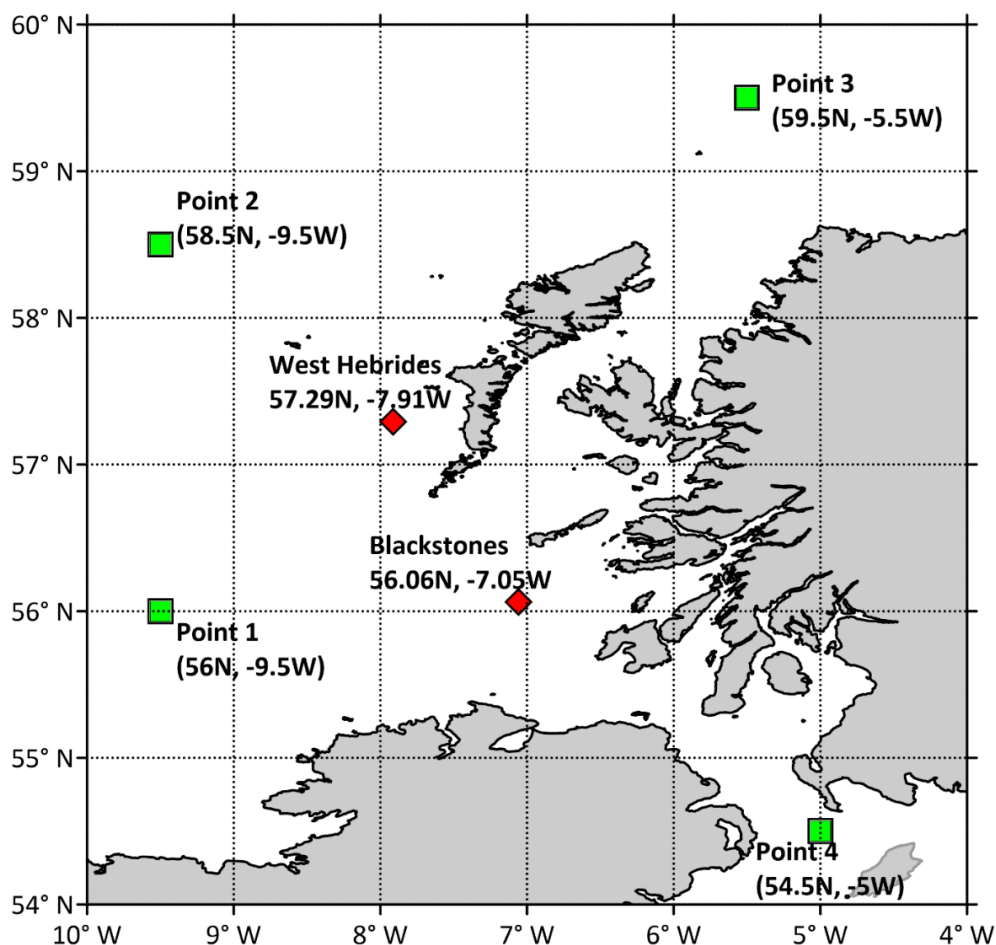 60° N
Point 3
(59.5N, -5.5W)
59° N
Point 2
(58.5N, -9.5W)
58° N
West Hebrides
57.29N, -7.91W
57° N
Blackstones
56.06N, -7.05W
56° N
Point 1
(56N, -9.5W)
55° N
Point 4
(54.5N, -5W)
54° N
10° W 9° W 8° W 7° W 6° W 5° W 4° W